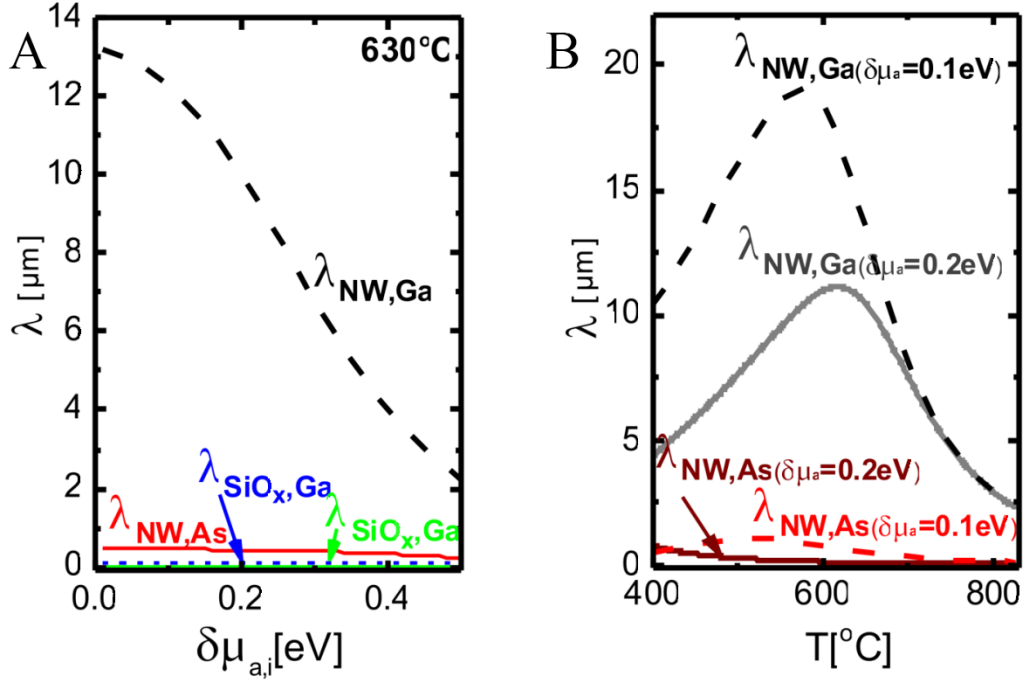 A
14
12
10
8
6
4
2
0
630°C
λNW,Ga
λSiOx,Ga
λNW,As
λSiOx,Ga
0.0
0.2
0.4
λ [μm]
δμa,i[eV]
B
20
15
10
5
0
λNW,Ga(δμa=0.1eV)
λNW,Ga(δμa=0.2eV)
λNW,As(δμa=0.2eV)
λNW,As(δμa=0.1eV)
400
600
800
λ [μm]
T[°C]